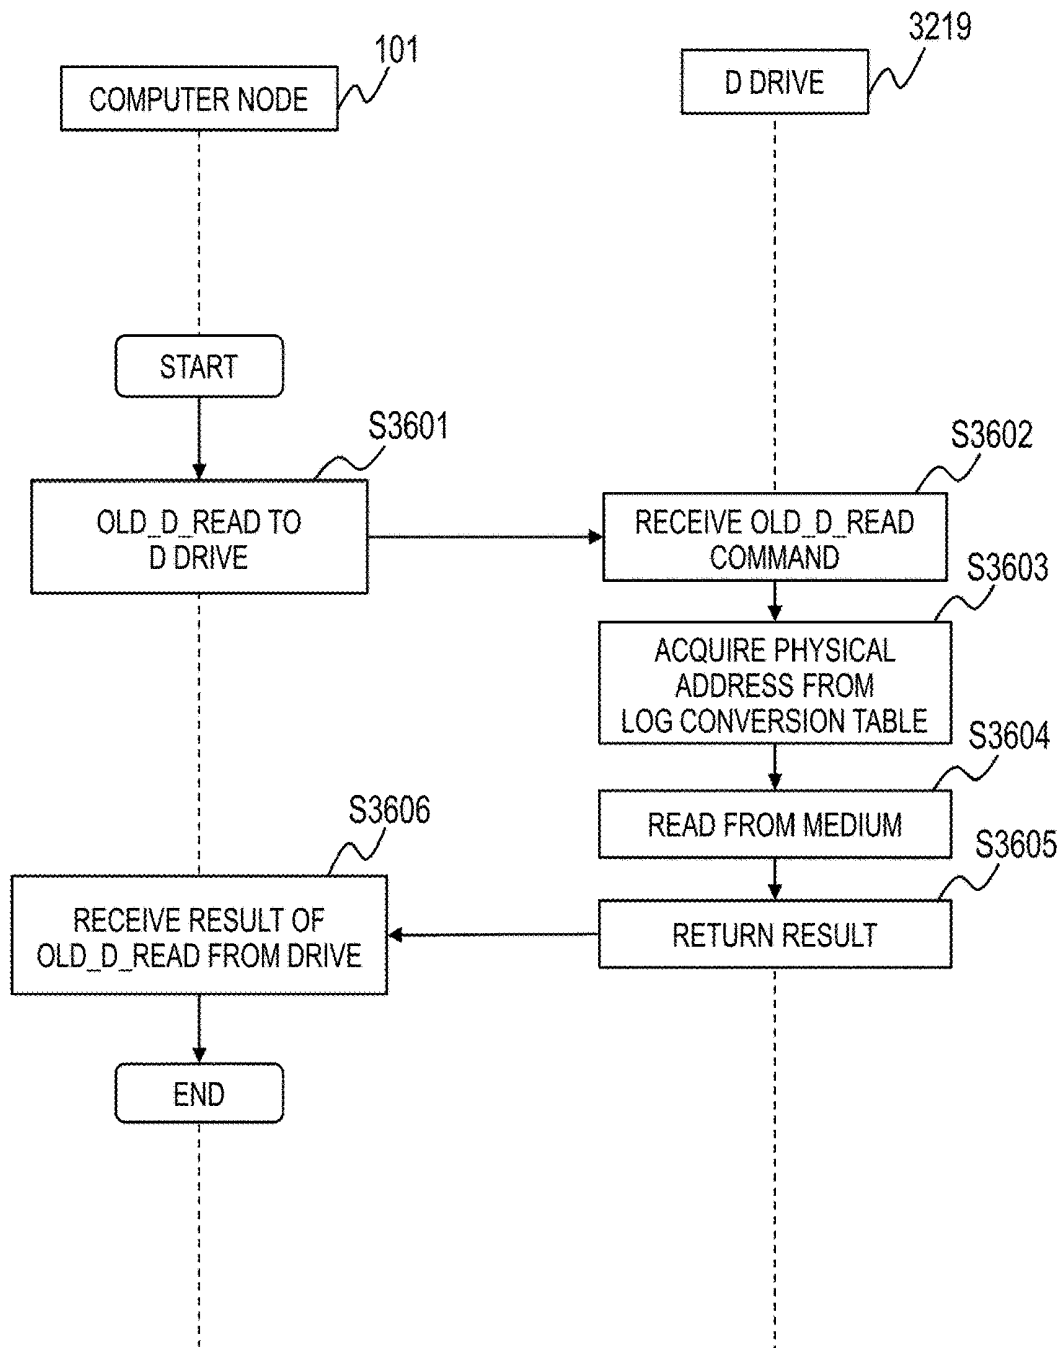 101
3219
COMPUTER NODE
D DRIVE
START
S3601
S3602
OLD_D_READ TO
D DRIVE
RECEIVE OLD_D_READ
COMMAND
S3603
ACQUIRE PHYSICAL
ADDRESS FROM
LOG CONVERSION TABLE
S3604
READ FROM MEDIUM
S3605
S3606
RETURN RESULT
RECEIVE RESULT OF
OLD_D_READ FROM DRIVE
END